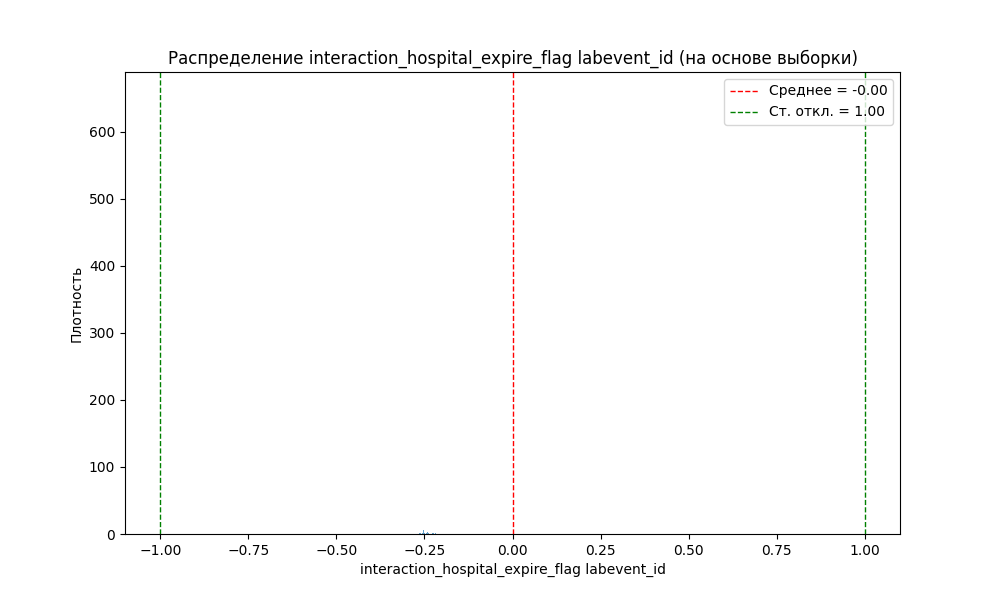 Распределение interaction_hospital_expire_flag labevent_id (на основе выборки)
Среднее = -0.00
Ст. откл. = 1.00
600
500
400
300
200
100
0
Плотность
−1.00 −0.75 −0.50 −0.25 0.00 0.25 0.50 0.75 1.00
interaction_hospital_expire_flag labevent_id